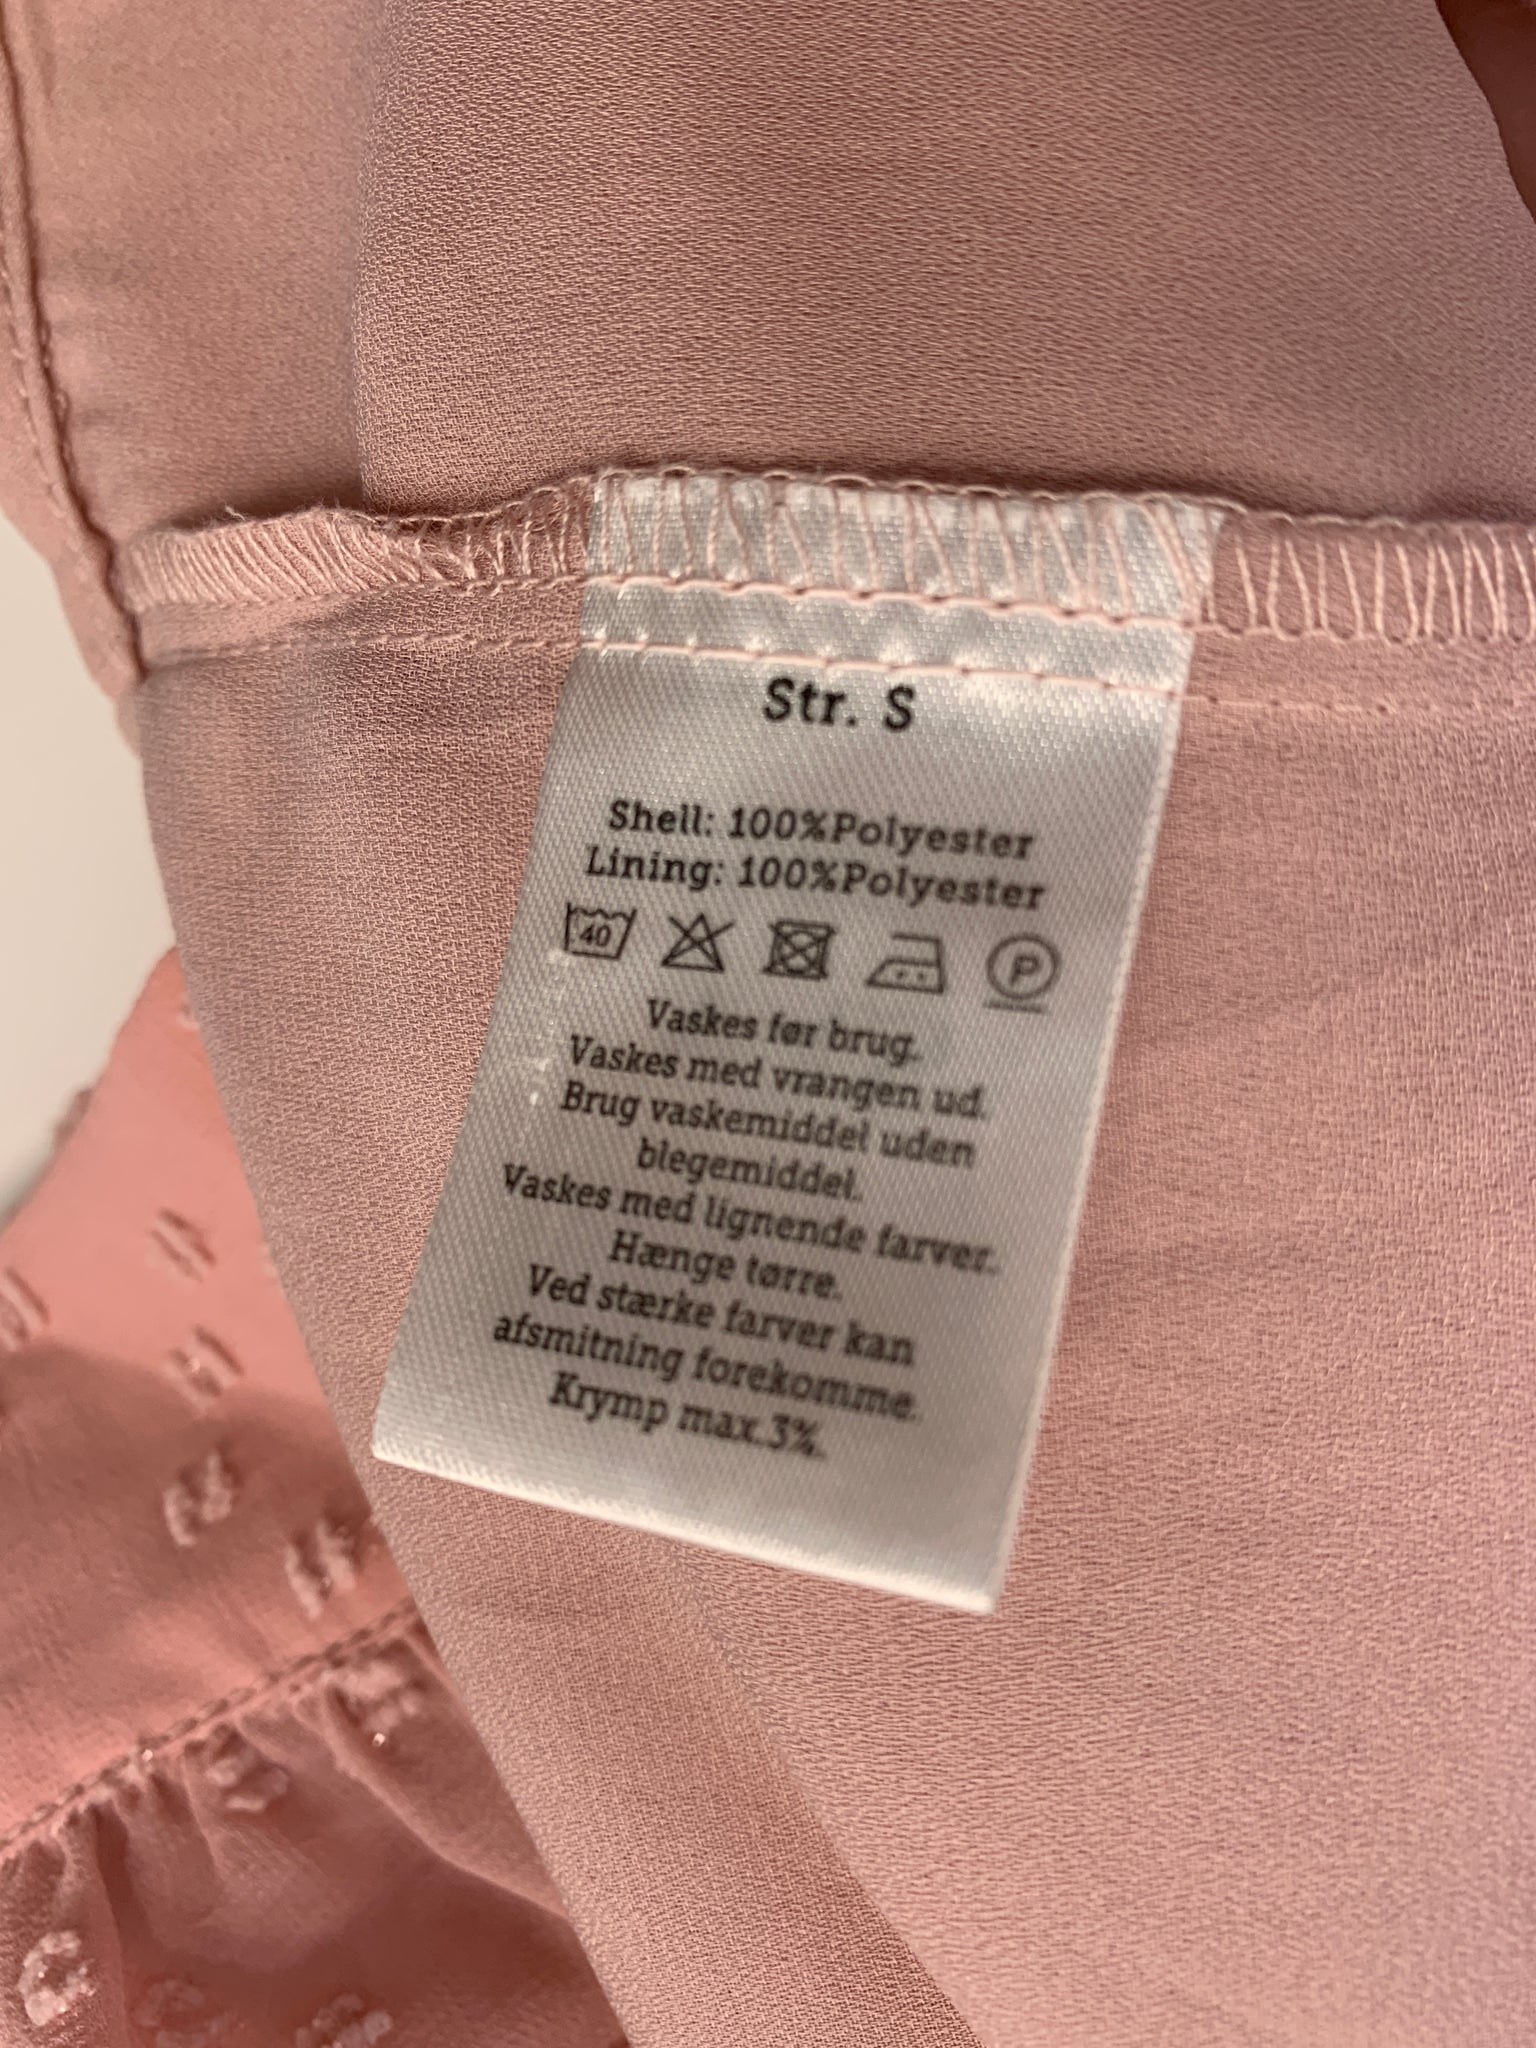 Str. S
Shell: 100%Polyester
Lining: 100%Polyester
40 P
Vaskes før brug.
Vaskes med vrangen ud.
Brug vaskemiddel uden
blegemiddel.
Vaskes med lignende farver.
Hænge tørre.
Ved stærke farver kan
afsmitning forekomme.
Krymp max.3%.